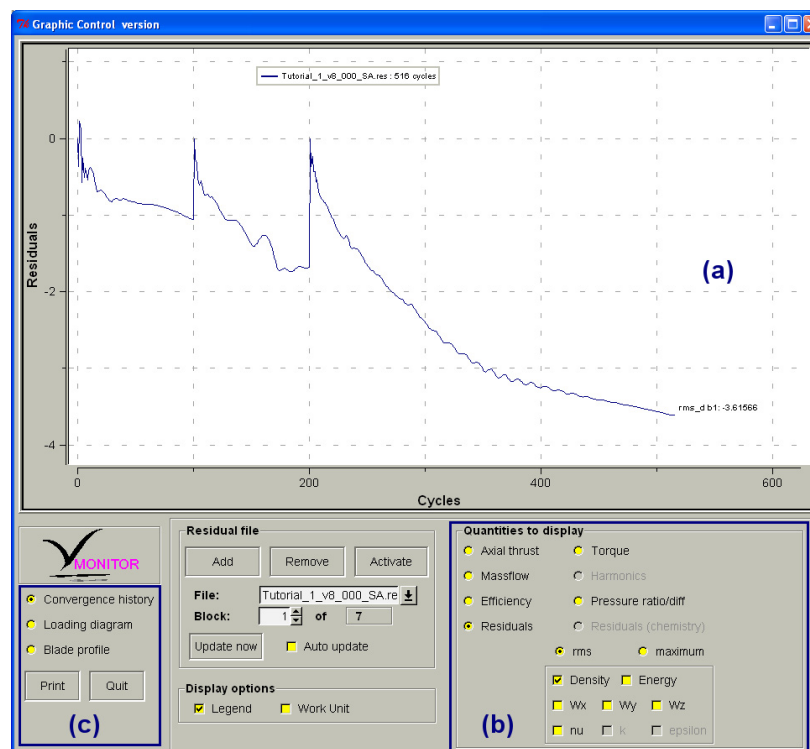 Graphic Control version
Tutorial_1_v8_000_SA.res : 516 cycles
0
-2
-4
Residuals
(a)
rms_d b1: -3.61566
0
200
400
600
Cycles
MONITOR
Convergence history
Loading diagram
Blade profile
Print
Quit
(c)
Residual file
Add
Remove
Activate
File:
Tutorial_1_v8_000_SA.re
Block:
1
of
7
Update now
Auto update
Display options
Legend
Work Unit
Quantities to display
Axial thrust
Torque
Massflow
Harmonics
Efficiency
Pressure ratio/diff
Residuals
Residuals (chemistry)
rms
maximum
Density
Energy
Wx
Wy
Wz
nu
k
epsilon
(b)